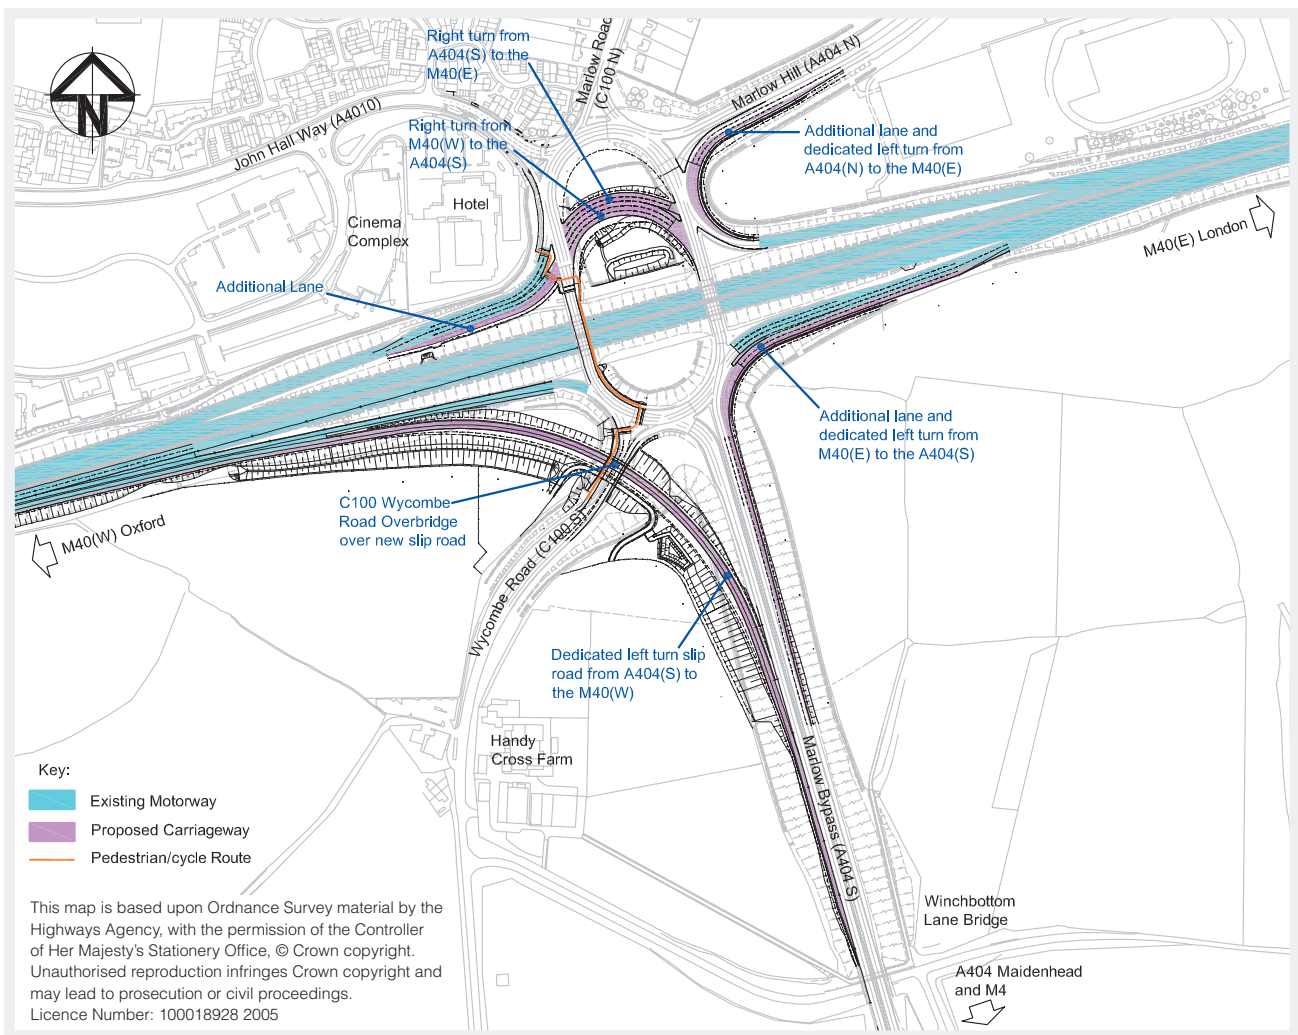 Right turn from
A404(S) to the
M40(E)
Marlow Road
(C100 N)
Marlow Hill (A404 N)
N
John Hall Way (A4010)
Right turn from
M40(W) to the
A404(S)
Additional lane and
dedicated left turn from
A404(N) to the M40(E)
Hotel
Cinema
Complex
M40(E) London
Additional Lane
Additional lane and
dedicated left turn from
M40(E) to the A404(S)
C100 Wycombe
Road Overbridge
over new slip road
M40(W) Oxford
Wycombe Road (C100 S)
Dedicated left turn slip
road from A404(S) to
the M40(W)
Handy
Cross Farm
Marlow Bypass (A404 S)
Key:
Existing Motorway
Proposed Carriageway
Pedestrian/cycle Route
Winchbottom
Lane Bridge
A404 Maidenhead
and M4
This map is based upon Ordnance Survey material by the
Highways Agency, with the permission of the Controller
of Her Majesty's Stationery Office, © Crown copyright.
Unauthorised reproduction infringes Crown copyright and
may lead to prosecution or civil proceedings.
Licence Number: 100018928 2005